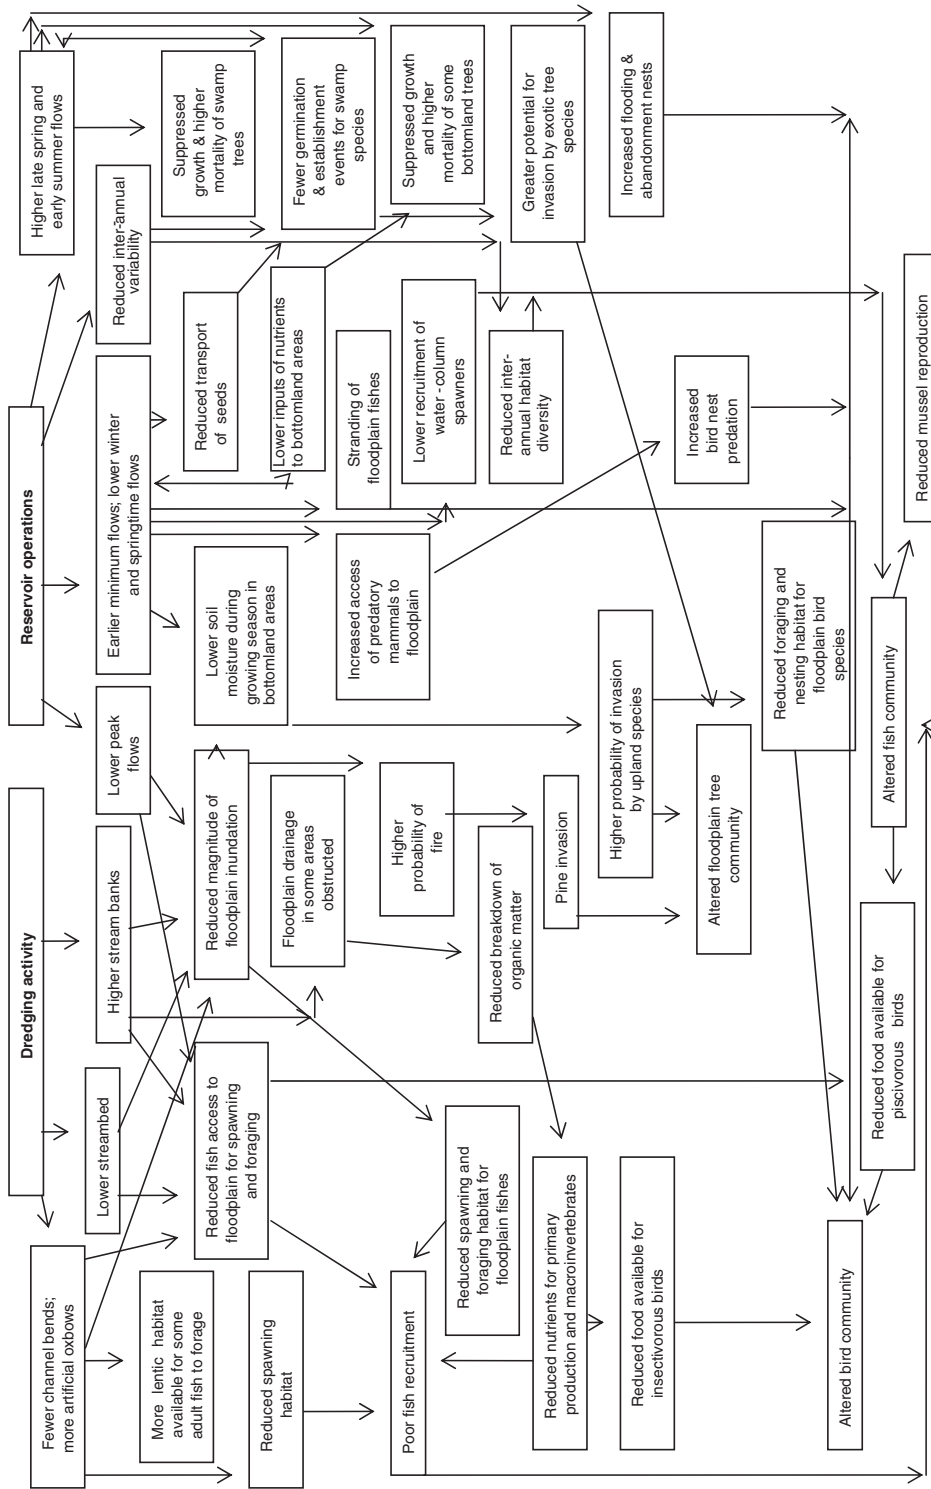 Dredging activity
Reservoir operations
Fewer channel bends;
more artificial oxbows
Lower streambed
Higher stream banks
Lower peak
flows
Earlier minimum flows; lower winter
and springtime flows
Reduced inter-annual
variability
Higher late spring and
early summer flows
More lentic habitat
available for some
adult fish to forage
Reduced fish access to
floodplain for spawning
and foraging
Reduced magnitude of
floodplain inundation
Lower soil
moisture during
growing season in
bottomland areas
Reduced transport
of seeds
Suppressed
growth & higher
mortality of swamp
trees
Reduced spawning
habitat
Floodplain drainage
in some areas
obstructed
Lower inputs of nutrients
to bottomland areas
Fewer germination
& establishment
events for swamp
species
Poor fish recruitment
Higher
probability of
fire
Increased access
of predatory
mammals to
floodplain
Stranding of
floodplain fishes
Lower recruitment of
water -column
spawners
Suppressed growth
and higher
mortality of some
bottomland trees
Reduced spawning and
foraging habitat for
floodplain fishes
Reduced breakdown of
organic matter
Reduced inter-
annual habitat
diversity
Greater potential for
invasion by exotic tree
species
Reduced nutrients for primary
production and macroinvertebrates
Pine invasion
Higher probability of invasion
by upland species
Increased flooding &
abandonment nests
Reduced food available for
insectivorous birds
Altered floodplain tree
community
Increased
bird nest
predation
Reduced foraging and
nesting habitat for
floodplain bird
species
Altered bird community
Reduced food available for
piscivorous birds
Altered fish community
Reduced mussel reproduction